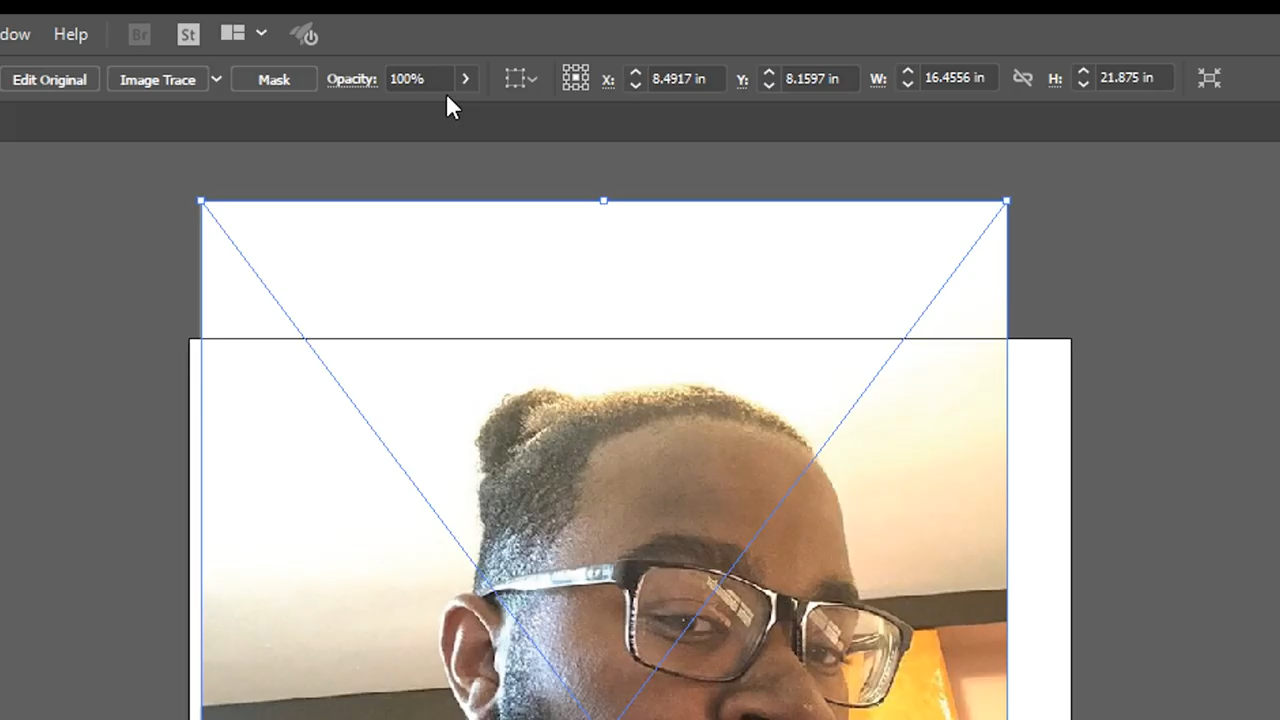 dow Help Br St
Edit Original Image Trace Mask Opacity: 100% X: 8.4917 in Y: 8.1597 in W: 16.4556 in H: 21.875 in